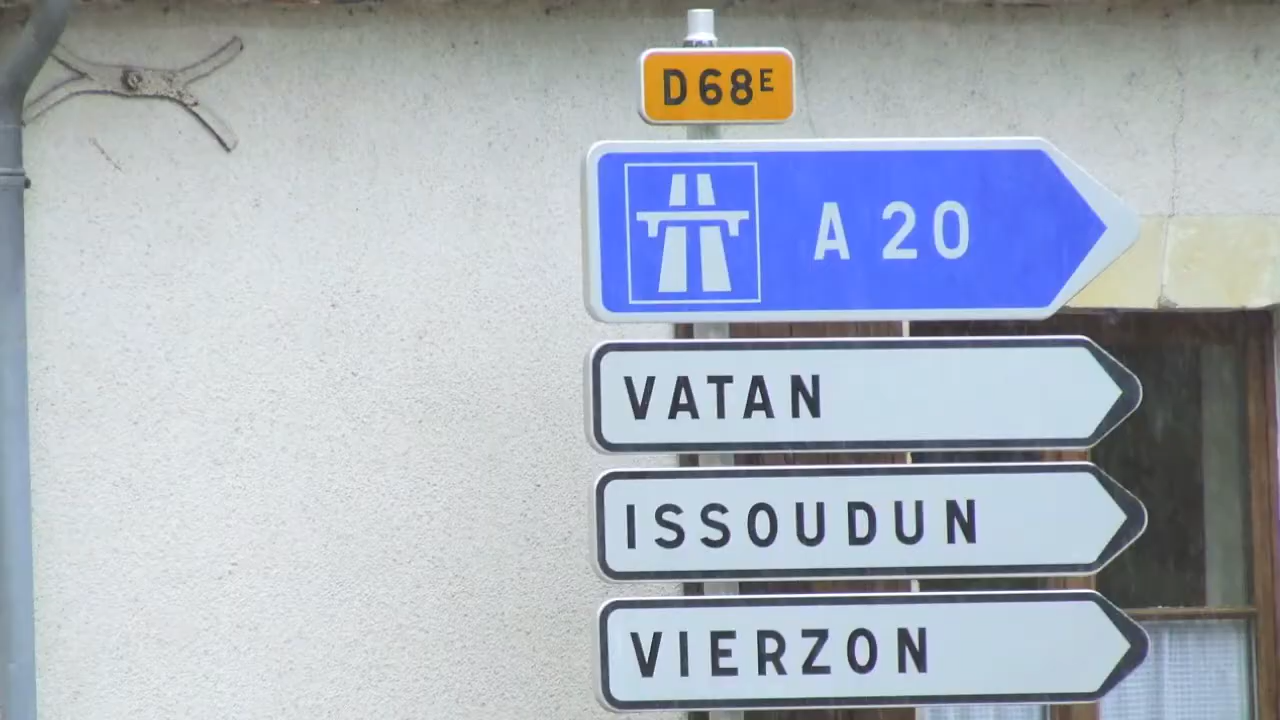 D68E
A 20
VATAN
ISSOUDUN
VIERZON